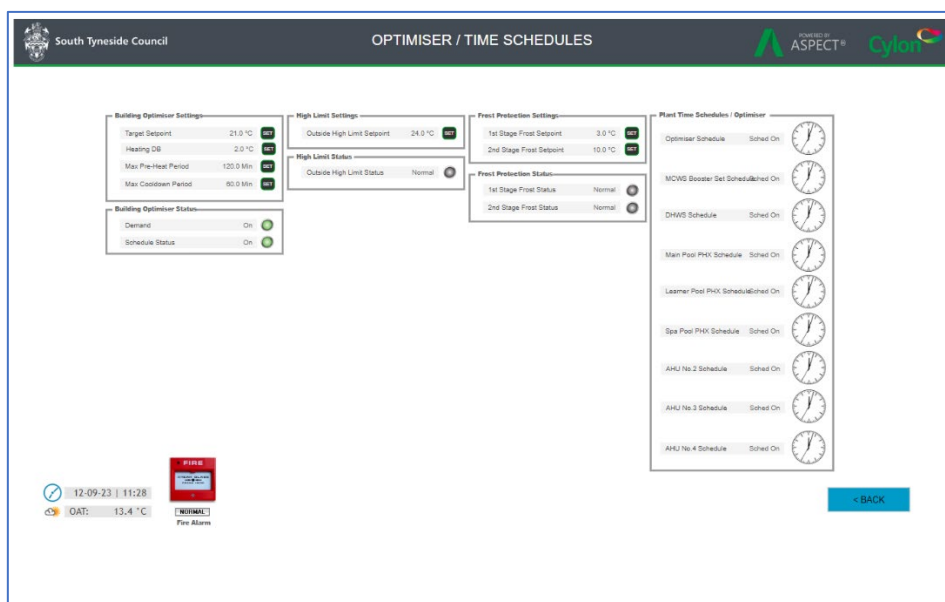 South Tyneside Council
OPTIMISER / TIME SCHEDULES
POWERED BY
ASPECT®
Cylon
Building Optimiser Settings
Target Setpoint 21.0 °C SET
Heating DB 2.0 °C SET
Max Pre-Heat Period 120.0 Min SET
Max Cooldown Period 60.0 Min SET
Building Optimiser Status
Demand On
Schedule Status On
High Limit Settings
Outside High Limit Setpoint 24.0 °C SET
High Limit Status
Outside High Limit Status Normal
Frost Protection Settings
1st Stage Frost Setpoint 3.0 °C SET
2nd Stage Frost Setpoint 10.0 °C SET
Frost Protection Status
1st Stage Frost Status Normal
2nd Stage Frost Status Normal
Plant Time Schedules / Optimiser
Optimiser Schedule Sched On
MCWS Booster Set Schedule Sched On
DHWS Schedule Sched On
Main Pool PHX Schedule Sched On
Learner Pool PHX Schedule Sched On
Spa Pool PHX Schedule Sched On
AHU No.2 Schedule Sched On
AHU No.3 Schedule Sched On
AHU No.4 Schedule Sched On
12-09-23 | 11:28
OAT: 13.4 °C
FIRE
NORMAL
Fire Alarm
< BACK